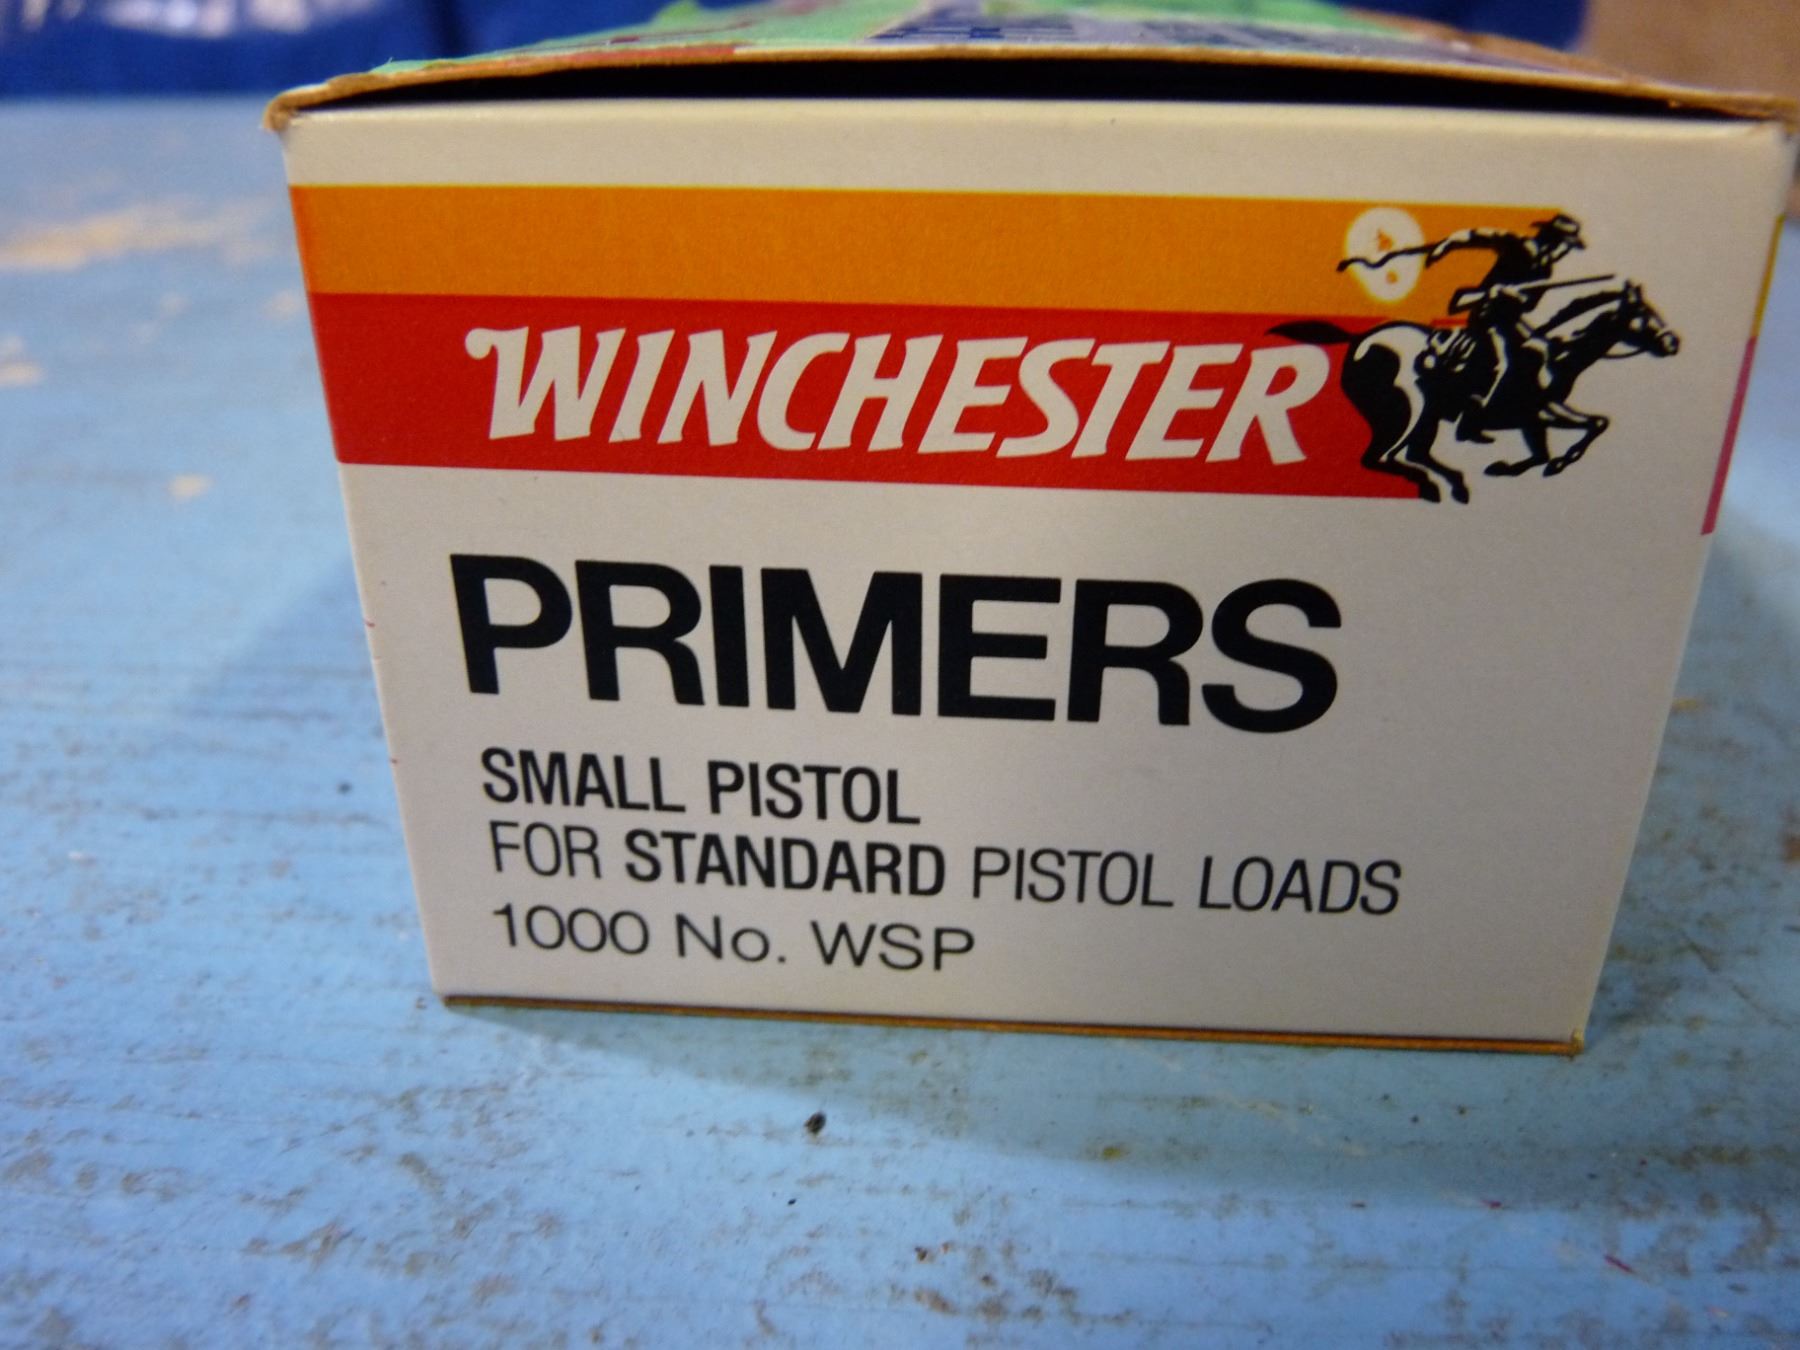 WINCHESTER
PRIMERS
SMALL PISTOL
FOR STANDARD PISTOL LOADS
1000 No. WSP